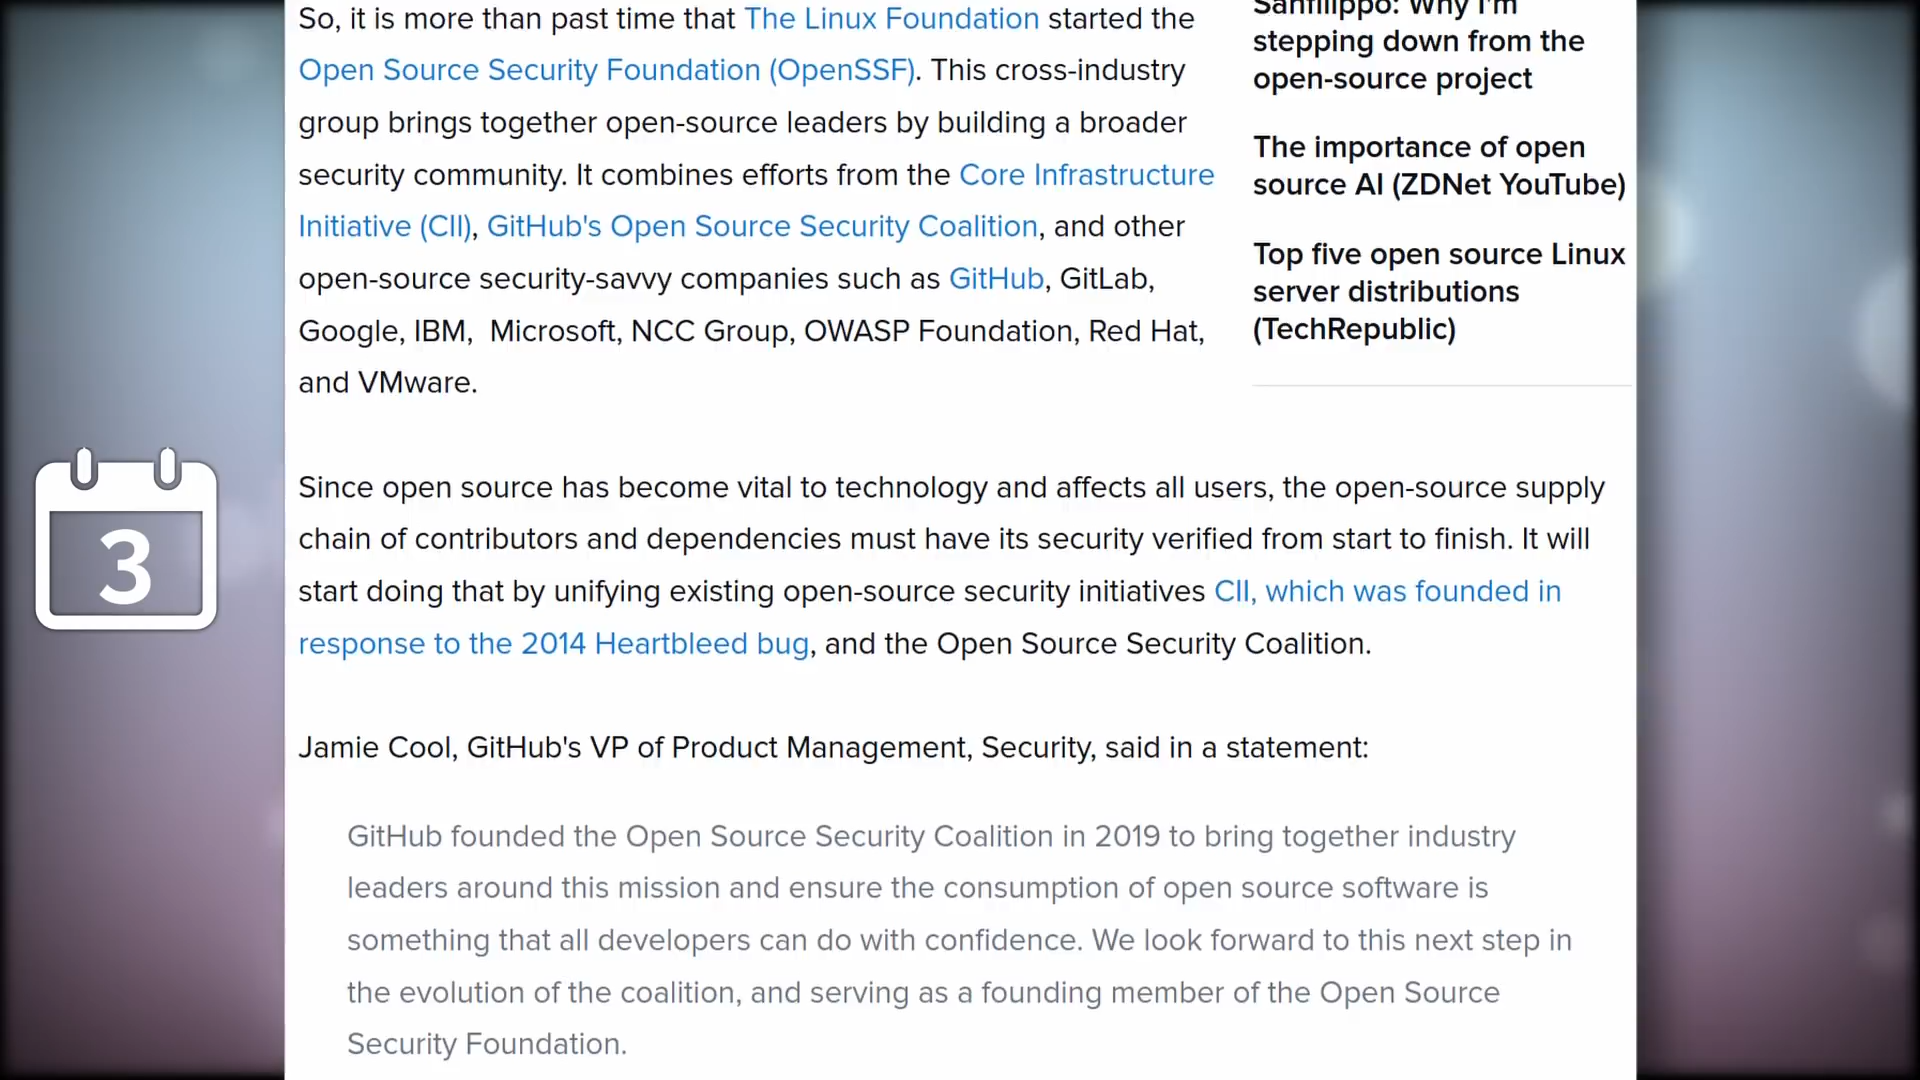 So, it is more than past time that The Linux Foundation started the
Open Source Security Foundation (OpenSSF). This cross-industry
group brings together open-source leaders by building a broader
security community. It combines efforts from the Core Infrastructure
Initiative (CII), GitHub's Open Source Security Coalition, and other
open-source security-savvy companies such as GitHub, GitLab,
Google, IBM,  Microsoft, NCC Group, OWASP Foundation, Red Hat,
and VMware.
Sanfilippo: Why I'm
stepping down from the
open-source project
The importance of open
source AI (ZDNet YouTube)
Top five open source Linux
server distributions
(TechRepublic)
3
Since open source has become vital to technology and affects all users, the open-source supply
chain of contributors and dependencies must have its security verified from start to finish. It will
start doing that by unifying existing open-source security initiatives CII, which was founded in
response to the 2014 Heartbleed bug, and the Open Source Security Coalition.
Jamie Cool, GitHub's VP of Product Management, Security, said in a statement:
GitHub founded the Open Source Security Coalition in 2019 to bring together industry
leaders around this mission and ensure the consumption of open source software is
something that all developers can do with confidence. We look forward to this next step in
the evolution of the coalition, and serving as a founding member of the Open Source
Security Foundation.